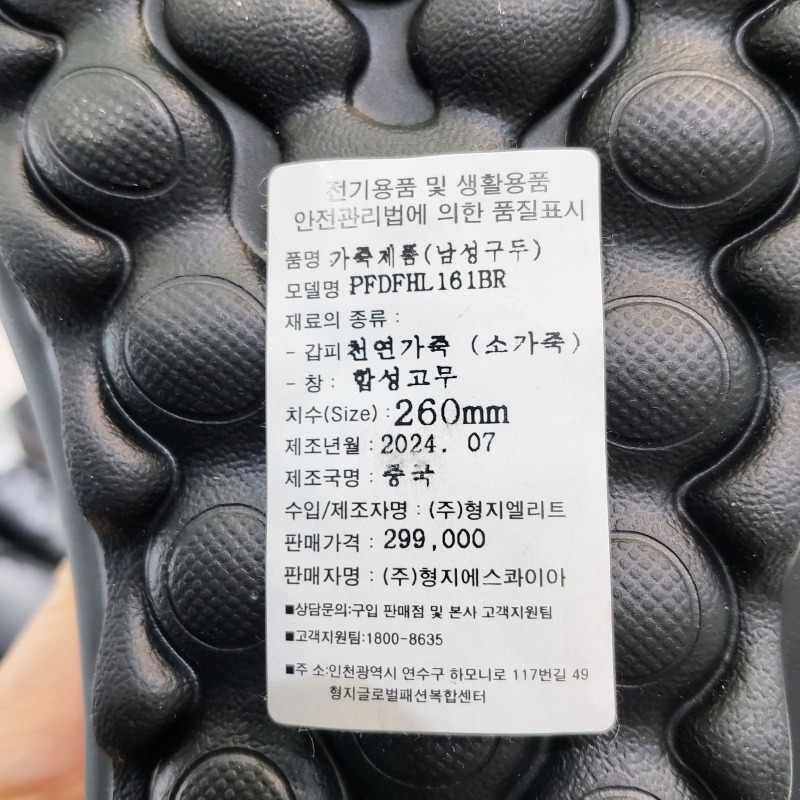 전기용품 및 생활용품
안전관리법에 의한 품질표시
품명 가죽제품(남성구두)
모델명 PFDFHL161BR
재료의 종류 :
- 갑피 천연가죽 (소가죽)
- 창 : 합성고무
치수(Size) : 260mm
제조년월 : 2024. 07
제조국명 : 중국
수입/제조자명 : (주)형지엘리트
판매가격 : 299,000
판매자명 : (주)형지에스콰이아
■상담문의:구입 판매점 및 본사 고객지원팀
■고객지원팀:1800-8635
■주 소:인천광역시 연수구 하모니로 177번길 49
형지글로벌패션복합센터